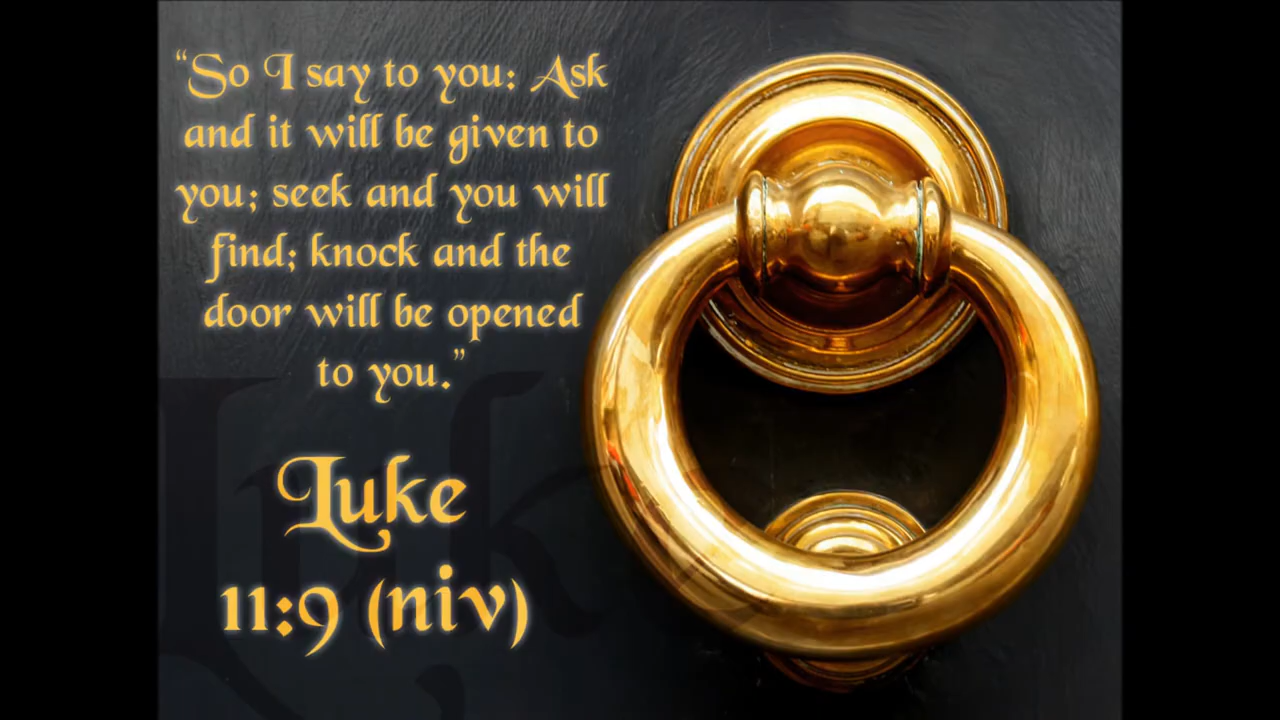 “So I say to you: Ask
and it will be given to
you; seek and you will
find; knock and the
door will be opened
to you.”
Luke
11:9 (niv)
Luke